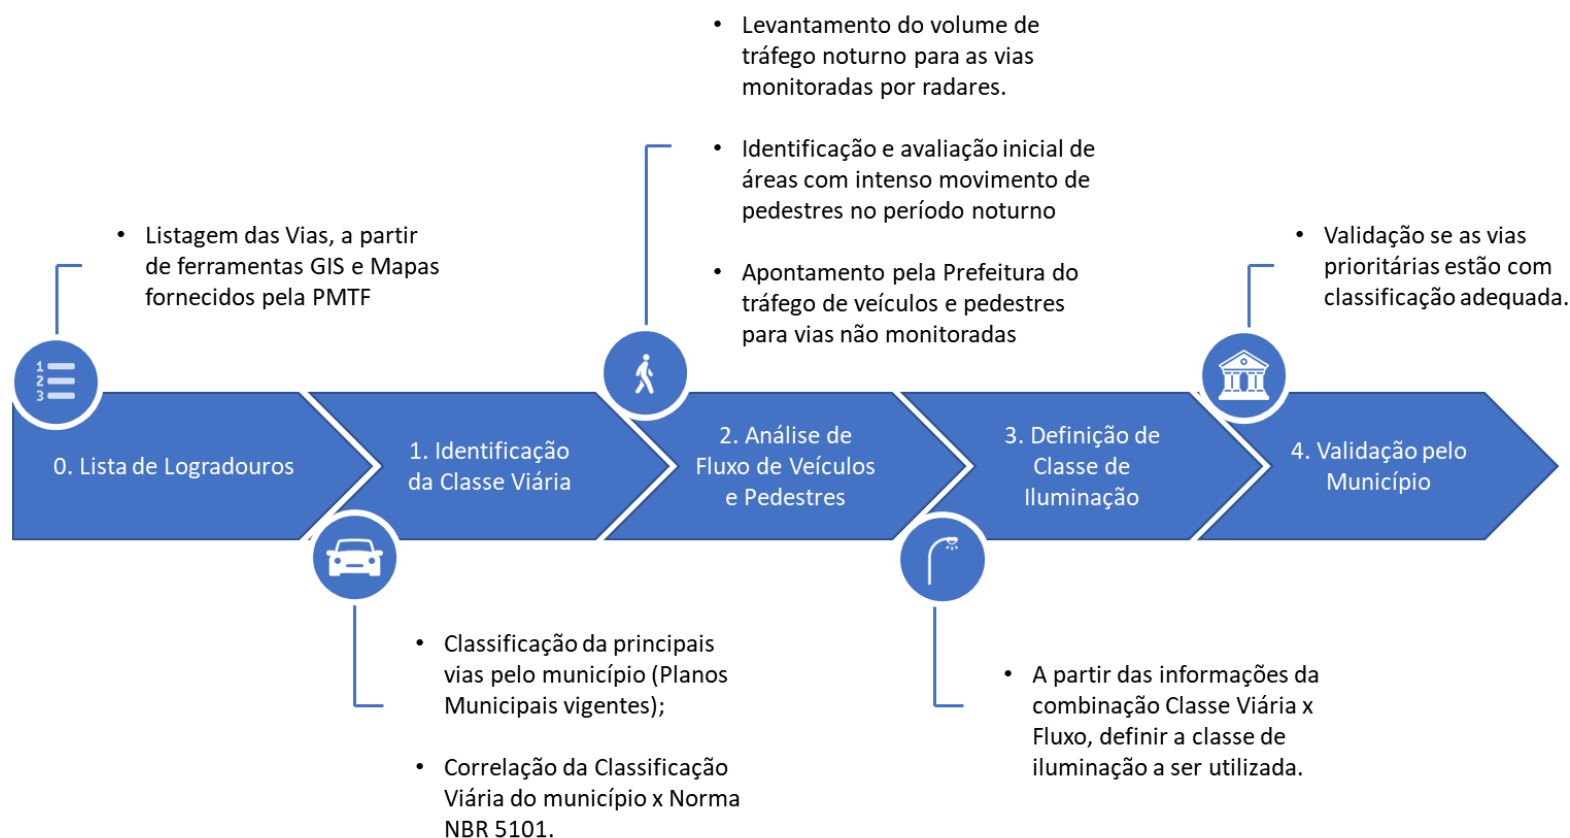 • Levantamento do volume de
tráfego noturno para as vias
monitoradas por radares.
• Identificação e avaliação inicial de
áreas com intenso movimento de
pedestres no período noturno
• Apontamento pela Prefeitura do
tráfego de veículos e pedestres
para vias não monitoradas
• Listagem das Vias, a partir
de ferramentas GIS e Mapas
fornecidos pela PMTF
• Validação se as vias
prioritárias estão com
classificação adequada.
1
2
3
0. Lista de Logradouros
1. Identificação
da Classe Viária
2. Análise de
Fluxo de Veículos
e Pedestres
3. Definição de
Classe de
Iluminação
4. Validação pelo
Município
• Classificação da principais
vias pelo município (Planos
Municipais vigentes);
• Correlação da Classificação
Viária do município x Norma
NBR 5101.
• A partir das informações da
combinação Classe Viária x
Fluxo, definir a classe de
iluminação a ser utilizada.